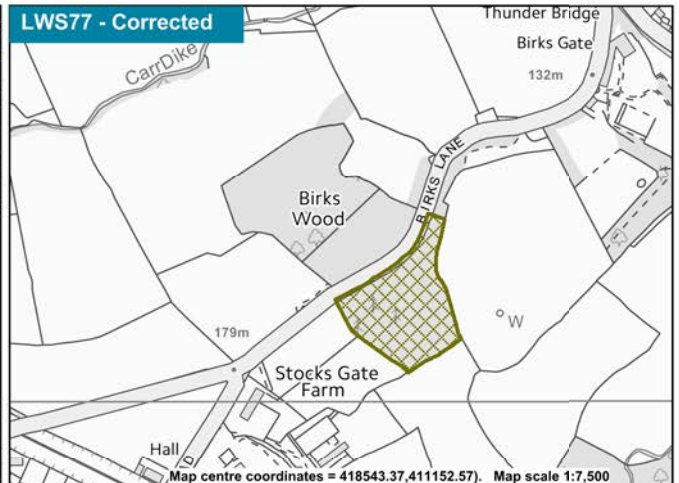 LWS77 - Corrected
Thunder Bridge
Birks Gate
CarrDike
132m
BIRKS LANE
Birks
Wood
W
179m
Stocks Gate
Farm
Hall
Map centre coordinates = 418543.37,411152.57). Map scale 1:7,500